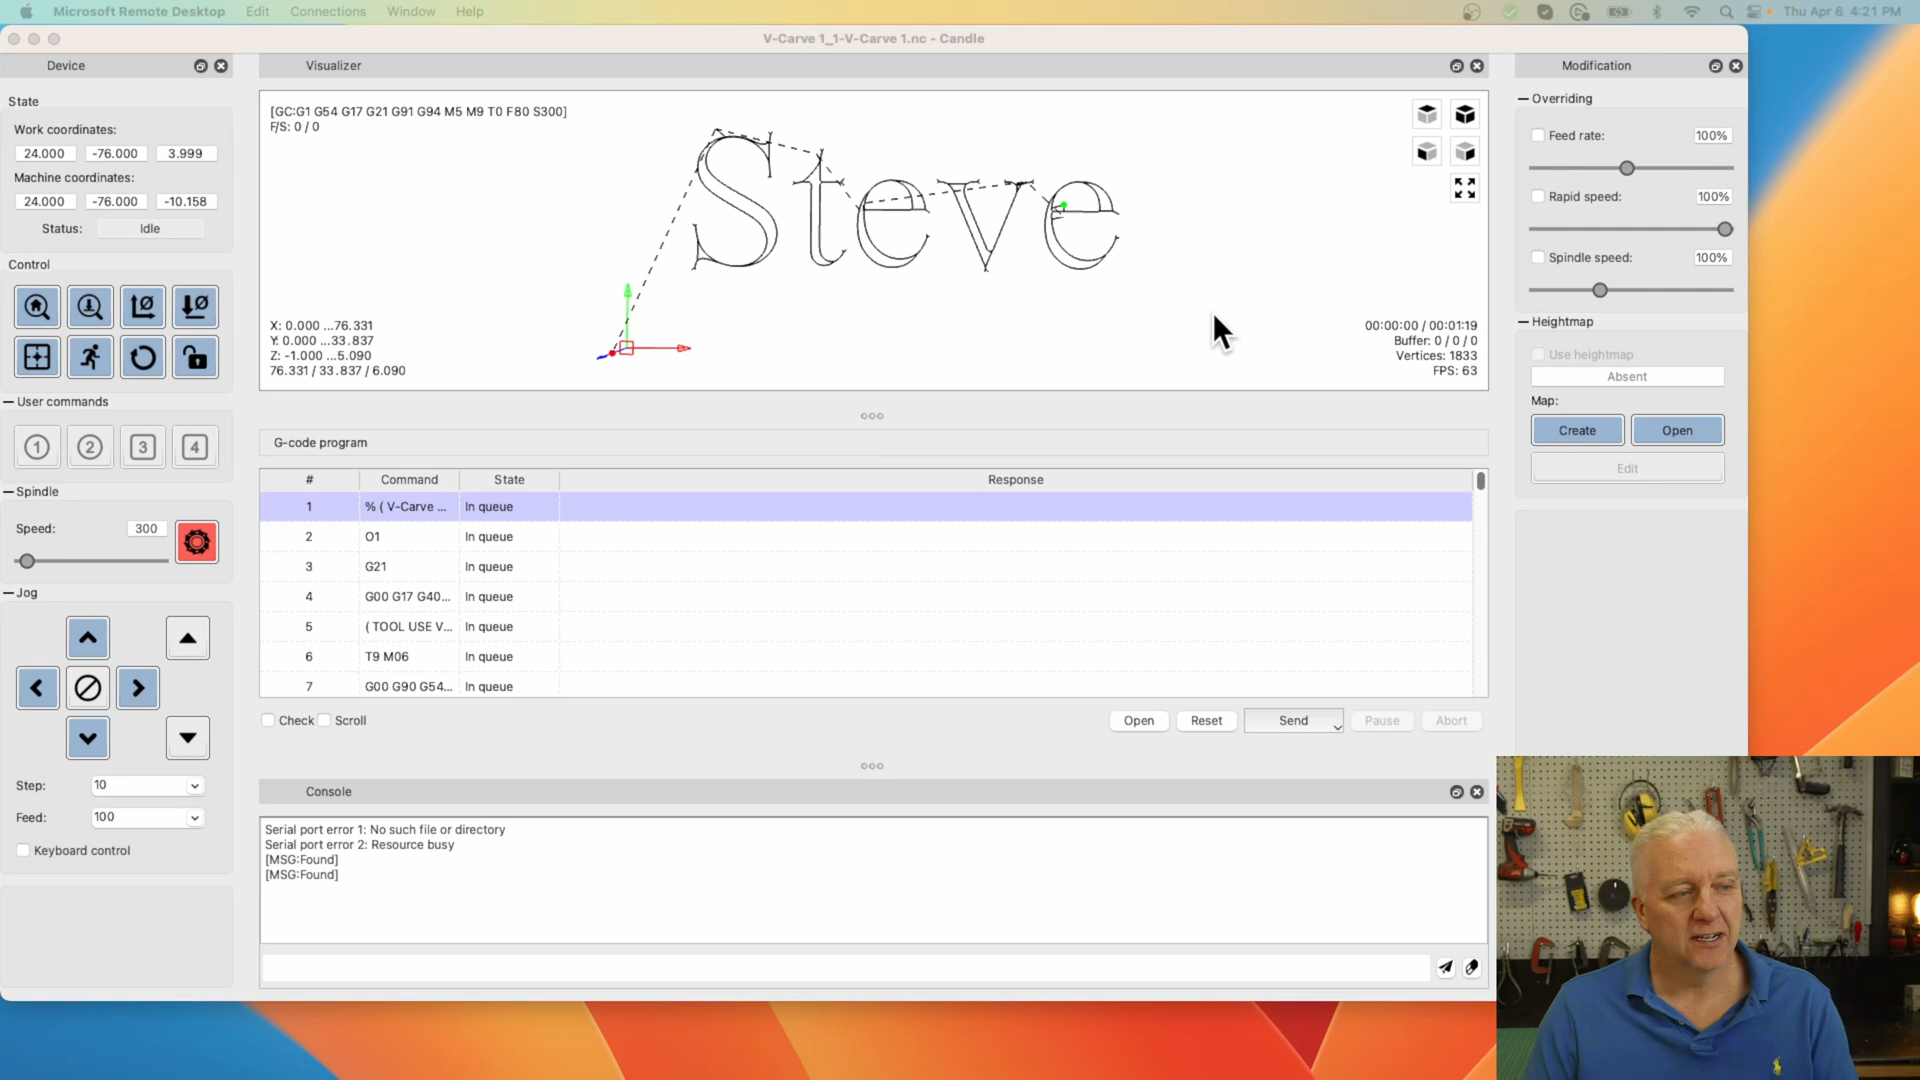 Microsoft Remote Desktop Edit Connections Window Help
Thu Apr 6 4:21 PM
V-Carve 1_1-V-Carve 1.nc - Candle
Device
State
Work coordinates:
24.000 -76.000 3.999
Machine coordinates:
24.000 -76.000 -10.158
Status: Idle
Control
User commands
1 2 3 4
Spindle
Speed: 300
Jog
Step: 10
Feed: 100
Keyboard control
Visualizer
[GC:G1 G54 G17 G21 G91 G94 M5 M9 T0 F80 S300]
F/S: 0 / 0
Steve
X: 0.000 ...76.331
Y: 0.000 ...33.837
Z: -1.000 ...5.090
76.331 / 33.837 / 6.090
00:00:00 / 00:01:19
Buffer: 0 / 0 / 0
Vertices: 1833
FPS: 63
G-code program
# Command State Response
1 % ( V-Carve ... In queue
2 O1 In queue
3 G21 In queue
4 G00 G17 G40... In queue
5 ( TOOL USE V... In queue
6 T9 M06 In queue
7 G00 G90 G54... In queue
Check Scroll
Open Reset Send Pause Abort
Console
Serial port error 1: No such file or directory
Serial port error 2: Resource busy
[MSG:Found]
[MSG:Found]
Modification
Overriding
Feed rate: 100%
Rapid speed: 100%
Spindle speed: 100%
Heightmap
Use heightmap
Absent
Map:
Create Open
Edit